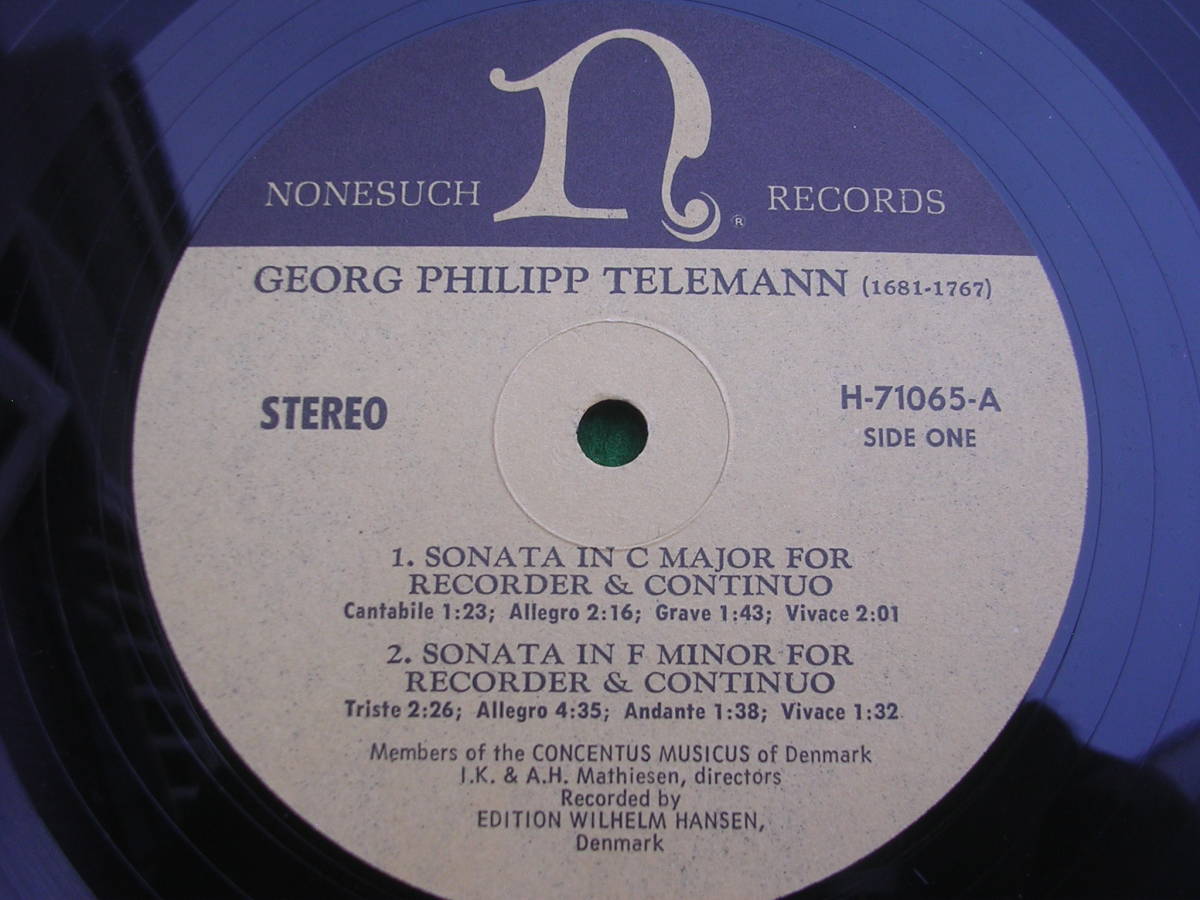 n
NONESUCH RECORDS
®
GEORG PHILIPP TELEMANN (1681-1767)
STEREO
H-71065-A
SIDE ONE
1. SONATA IN C MAJOR FOR
RECORDER & CONTINUO
Cantabile 1:23; Allegro 2:16; Grave 1:43; Vivace 2:01
2. SONATA IN F MINOR FOR
RECORDER & CONTINUO
Triste 2:26; Allegro 4:35; Andante 1:38; Vivace 1:32
Members of the CONCENTUS MUSICUS of Denmark
I.K. & A.H. Mathiesen, directors
Recorded by
EDITION WILHELM HANSEN,
Denmark